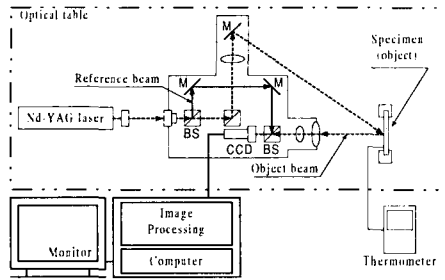 Optical table
M
Specimen
(object)
Reference beam
M
M
Nd-YAG laser
BS
CCD
BS
Object beam
Image
Processing
Monitor
Computer
Thermometer